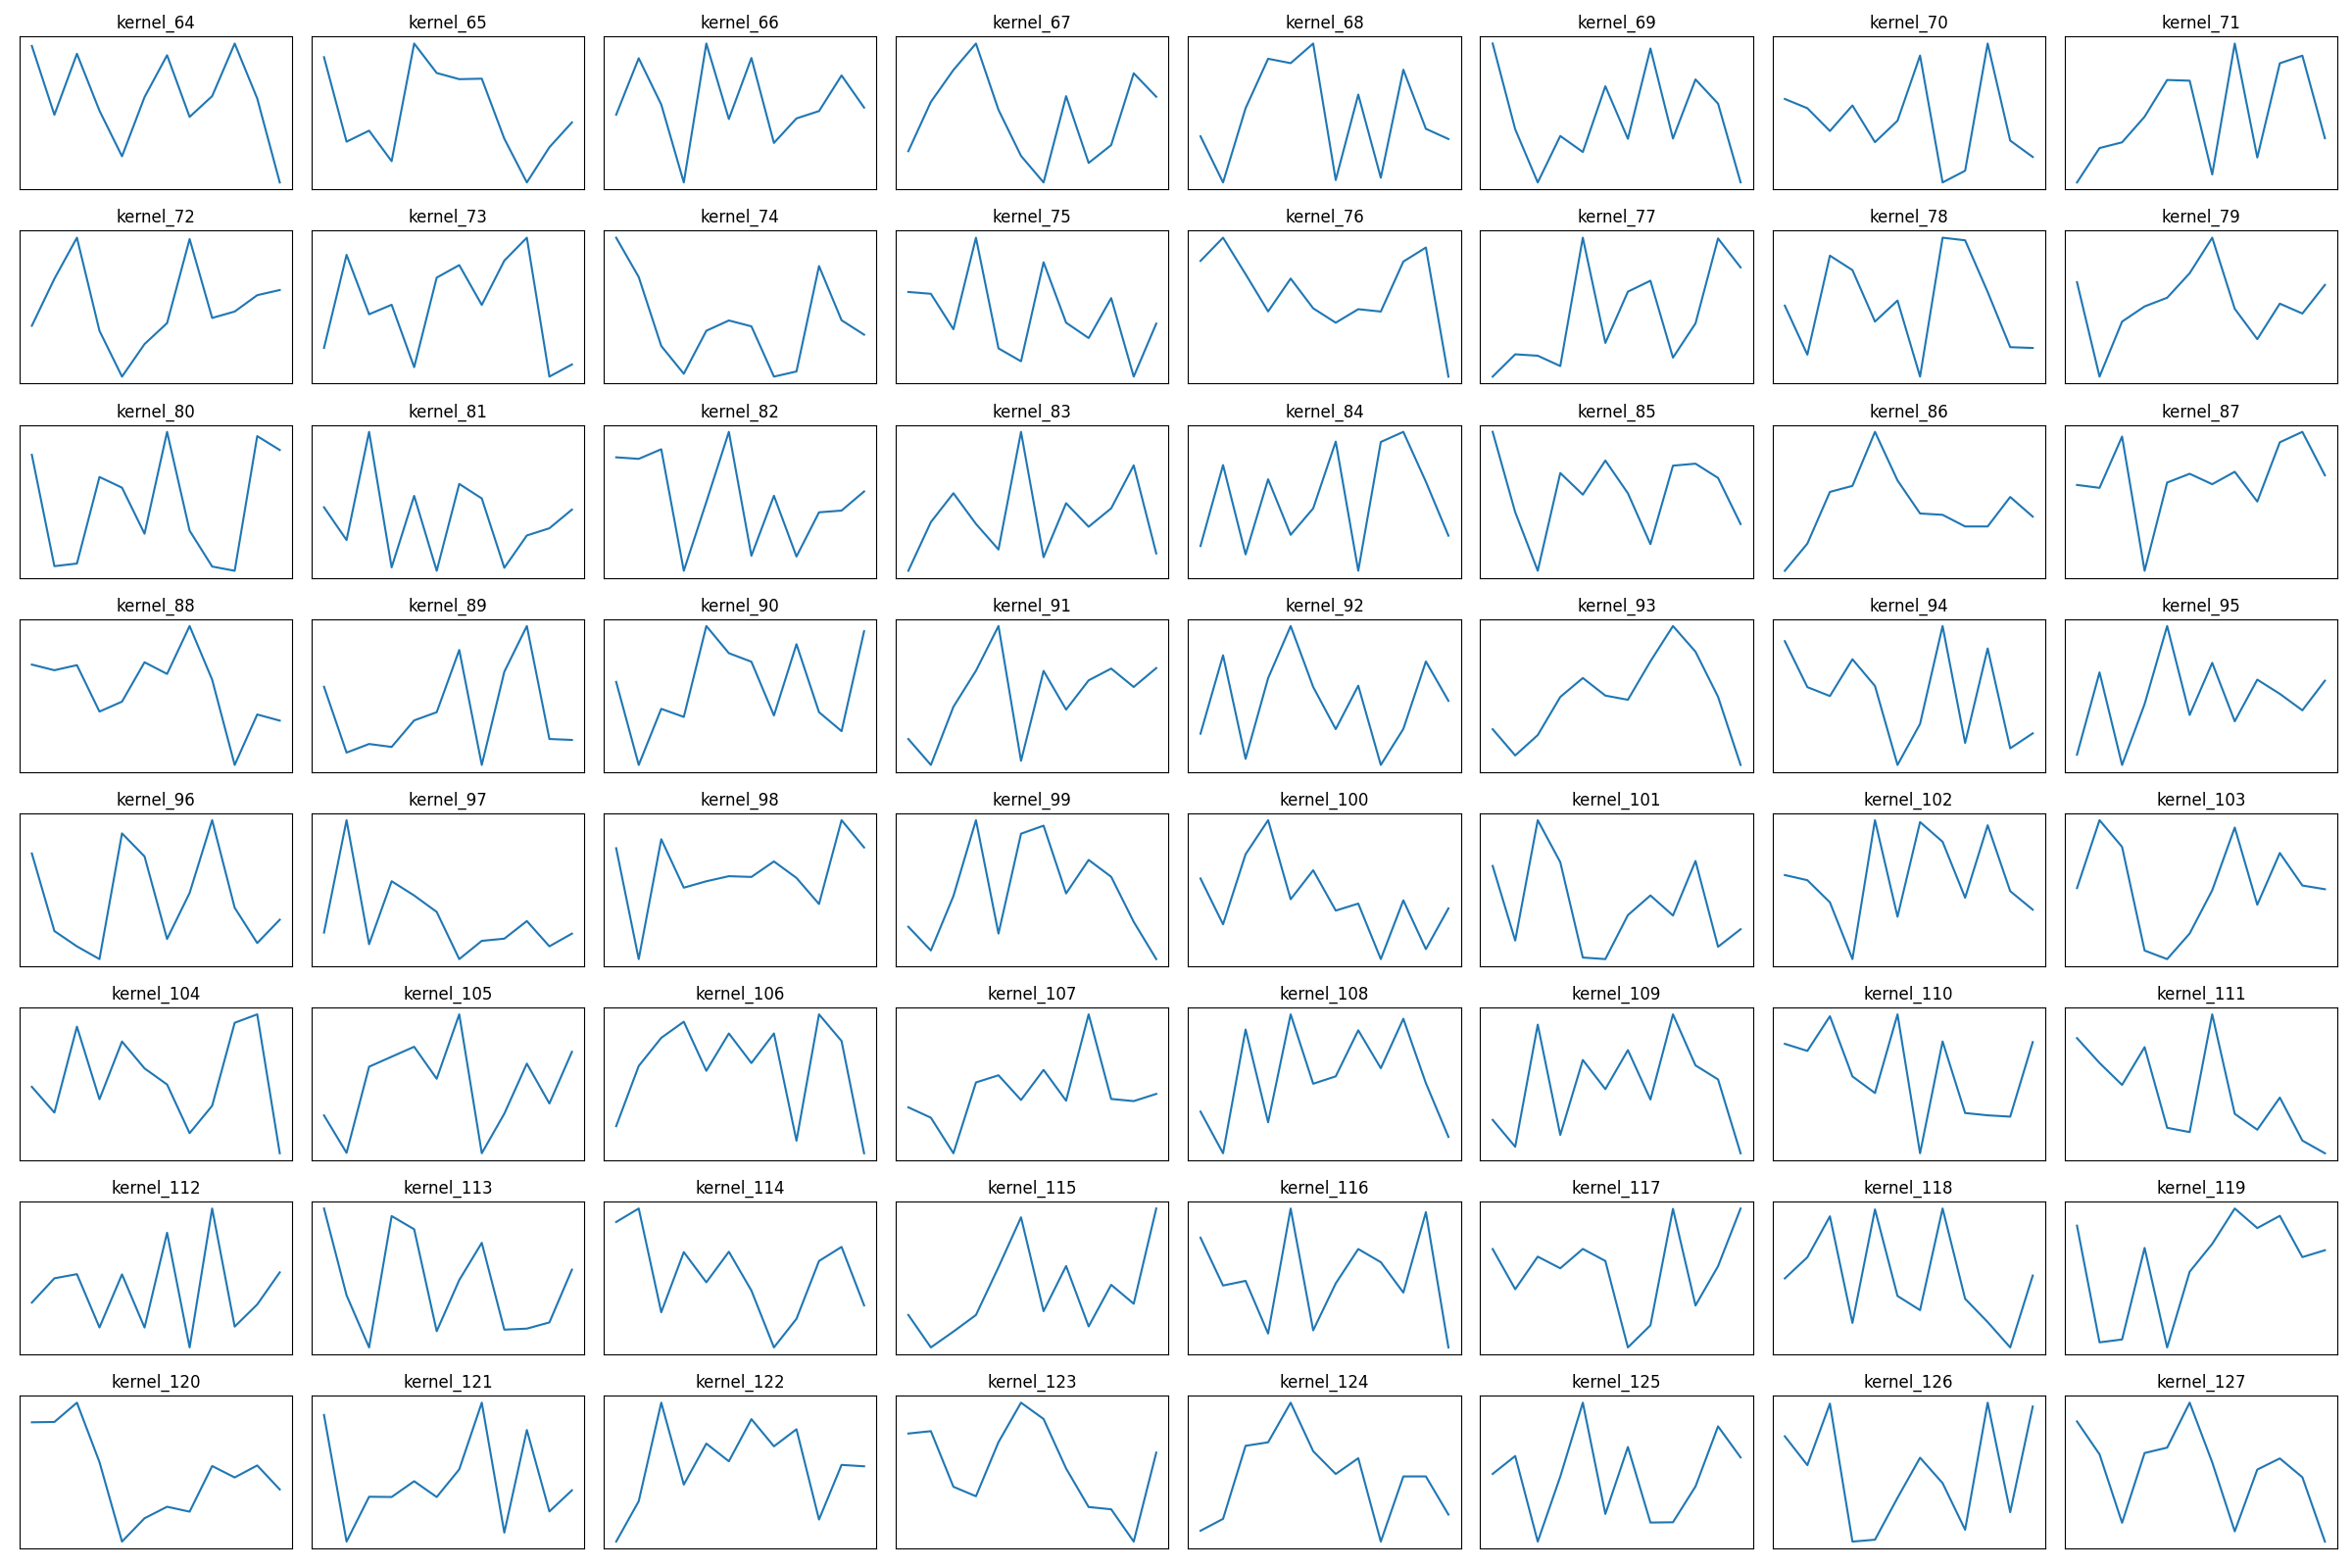 kernel_64 kernel_65 kernel_66 kernel_67 kernel_68 kernel_69 kernel_70 kernel_71
kernel_72 kernel_73 kernel_74 kernel_75 kernel_76 kernel_77 kernel_78 kernel_79
kernel_80 kernel_81 kernel_82 kernel_83 kernel_84 kernel_85 kernel_86 kernel_87
kernel_88 kernel_89 kernel_90 kernel_91 kernel_92 kernel_93 kernel_94 kernel_95
kernel_96 kernel_97 kernel_98 kernel_99 kernel_100 kernel_101 kernel_102 kernel_103
kernel_104 kernel_105 kernel_106 kernel_107 kernel_108 kernel_109 kernel_110 kernel_111
kernel_112 kernel_113 kernel_114 kernel_115 kernel_116 kernel_117 kernel_118 kernel_119
kernel_120 kernel_121 kernel_122 kernel_123 kernel_124 kernel_125 kernel_126 kernel_127